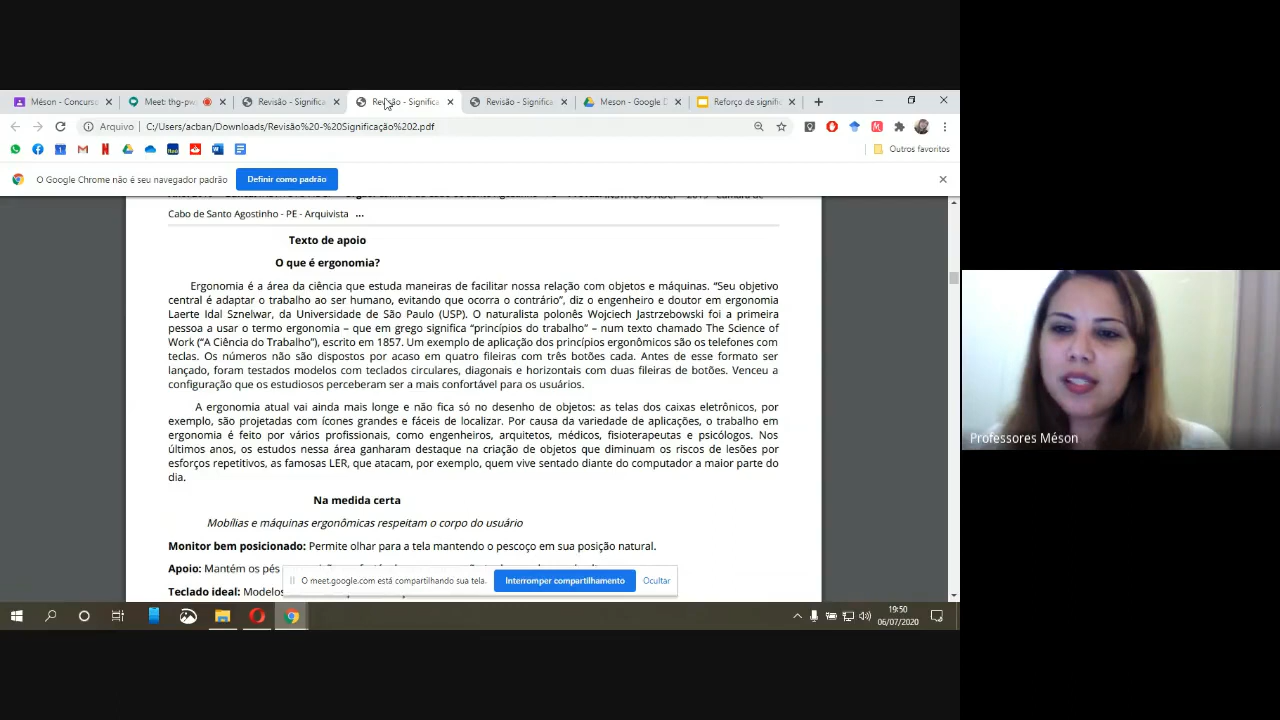 Méson - Concurs
Meet: thg-pw
Revisão - Significa
Revisão - Significa
Revisão - Significa
Meson - Google D
Reforço de signifi
Arquivo
C:/Users/acban/Downloads/Revisão%20-%20Significação%202.pdf
Outros favoritos
O Google Chrome não é seu navegador padrão
Definir como padrão
Cabo de Santo Agostinho - PE - Arquivista ...
Texto de apoio
O que é ergonomia?
Ergonomia é a área da ciência que estuda maneiras de facilitar nossa relação com objetos e máquinas. “Seu objetivo
central é adaptar o trabalho ao ser humano, evitando que ocorra o contrário”, diz o engenheiro e doutor em ergonomia
Laerte Idal Sznelwar, da Universidade de São Paulo (USP). O naturalista polonês Wojciech Jastrzebowski foi a primeira
pessoa a usar o termo ergonomia – que em grego significa “princípios do trabalho” – num texto chamado The Science of
Work (“A Ciência do Trabalho”), escrito em 1857. Um exemplo de aplicação dos princípios ergonômicos são os telefones com
teclas. Os números não são dispostos por acaso em quatro fileiras com três botões cada. Antes de esse formato ser
lançado, foram testados modelos com teclados circulares, diagonais e horizontais com duas fileiras de botões. Venceu a
configuração que os estudiosos perceberam ser a mais confortável para os usuários.
A ergonomia atual vai ainda mais longe e não fica só no desenho de objetos: as telas dos caixas eletrônicos, por
exemplo, são projetadas com ícones grandes e fáceis de localizar. Por causa da variedade de aplicações, o trabalho em
ergonomia é feito por vários profissionais, como engenheiros, arquitetos, médicos, fisioterapeutas e psicólogos. Nos
últimos anos, os estudos nessa área ganharam destaque na criação de objetos que diminuam os riscos de lesões por
esforços repetitivos, as famosas LER, que atacam, por exemplo, quem vive sentado diante do computador a maior parte do
dia.
Na medida certa
Mobílias e máquinas ergonômicas respeitam o corpo do usuário
Monitor bem posicionado: Permite olhar para a tela mantendo o pescoço em sua posição natural.
Apoio: Mantém os pés
O meet.google.com está compartilhando sua tela.
Interromper compartilhamento
Ocultar
Teclado ideal: Modelos
19:50
06/07/2020
Professores Méson